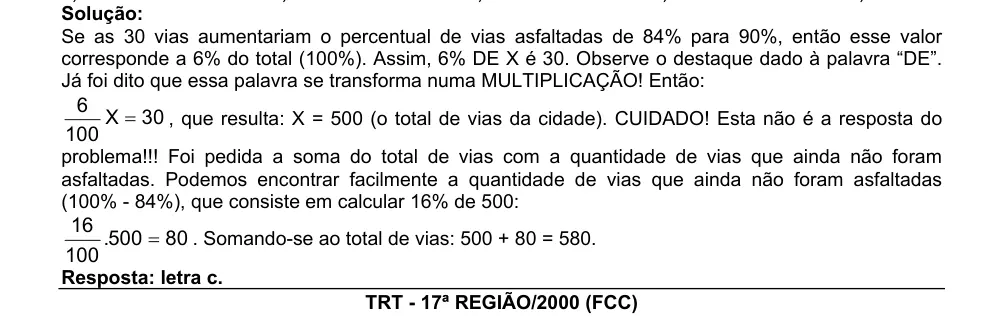 Solução:
Se as 30 vias aumentariam o percentual de vias asfaltadas de 84% para 90%, então esse valor
corresponde a 6% do total (100%). Assim, 6% DE X é 30. Observe o destaque dado à palavra “DE”.
Já foi dito que essa palavra se transforma numa MULTIPLICAÇÃO! Então:
6/100 X = 30 , que resulta: X = 500 (o total de vias da cidade). CUIDADO! Esta não é a resposta do
problema!!! Foi pedida a soma do total de vias com a quantidade de vias que ainda não foram
asfaltadas. Podemos encontrar facilmente a quantidade de vias que ainda não foram asfaltadas
(100% - 84%), que consiste em calcular 16% de 500:
16/100 .500 = 80 . Somando-se ao total de vias: 500 + 80 = 580.
Resposta: letra c.
TRT - 17ª REGIÃO/2000 (FCC)